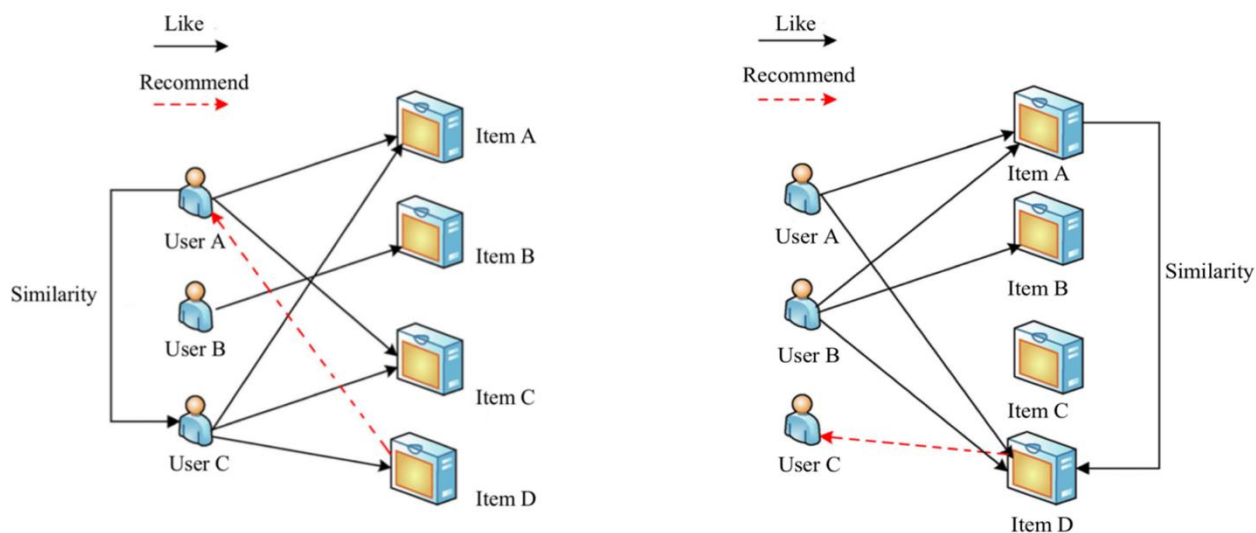 Like
Recommend
Item A
User A
Item B
Similarity
User B
Item C
User C
Item D
Like
Recommend
Item A
User A
Item B
Similarity
User B
Item C
User C
Item D